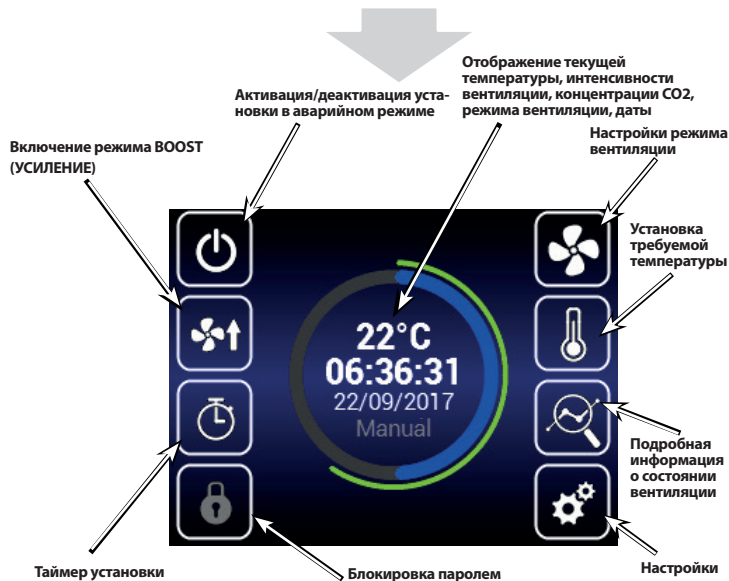 Отображение текущей
температуры, интенсивности
вентиляции, концентрации CO2,
режима вентиляции, даты
Активация/деактивация уста-
новки в аварийном режиме
Настройки режима
вентиляции
Включение режима BOOST
(УСИЛЕНИЕ)
Установка
требуемой
температуры
22°C
06:36:31
22/09/2017
Manual
Подробная
информация
о состоянии
вентиляции
Таймер установки
Блокировка паролем
Настройки